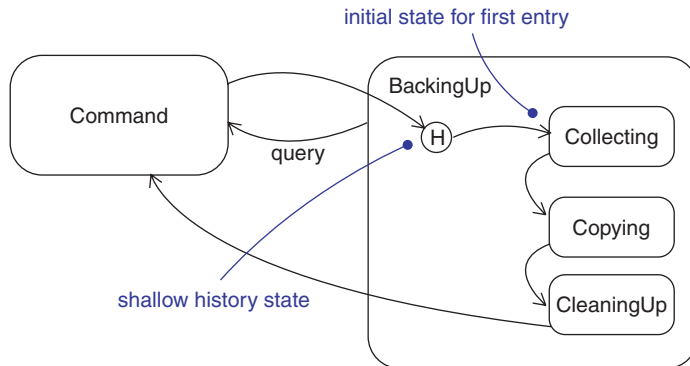 initial state for first entry
BackingUp
Command
H
Collecting
query
Copying
shallow history state
CleaningUp